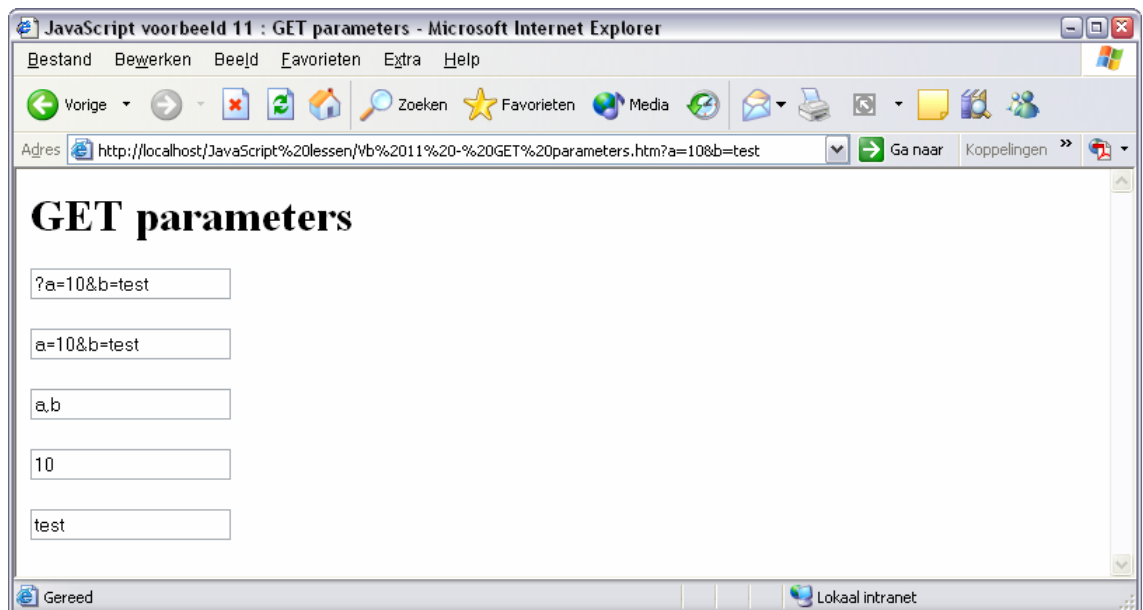 JavaScript voorbeeld 11 : GET parameters - Microsoft Internet Explorer
Bestand Bewerken Beeld Favorieten Extra Help
Vorige Zoeken Favorieten Media
Adres http://localhost/JavaScript%20lessen/Vb%2011%20-%20GET%20parameters.htm?a=10&b=test Ga naar Koppelingen »
GET parameters
?a=10&b=test
a=10&b=test
a,b
10
test
Gereed Lokaal intranet